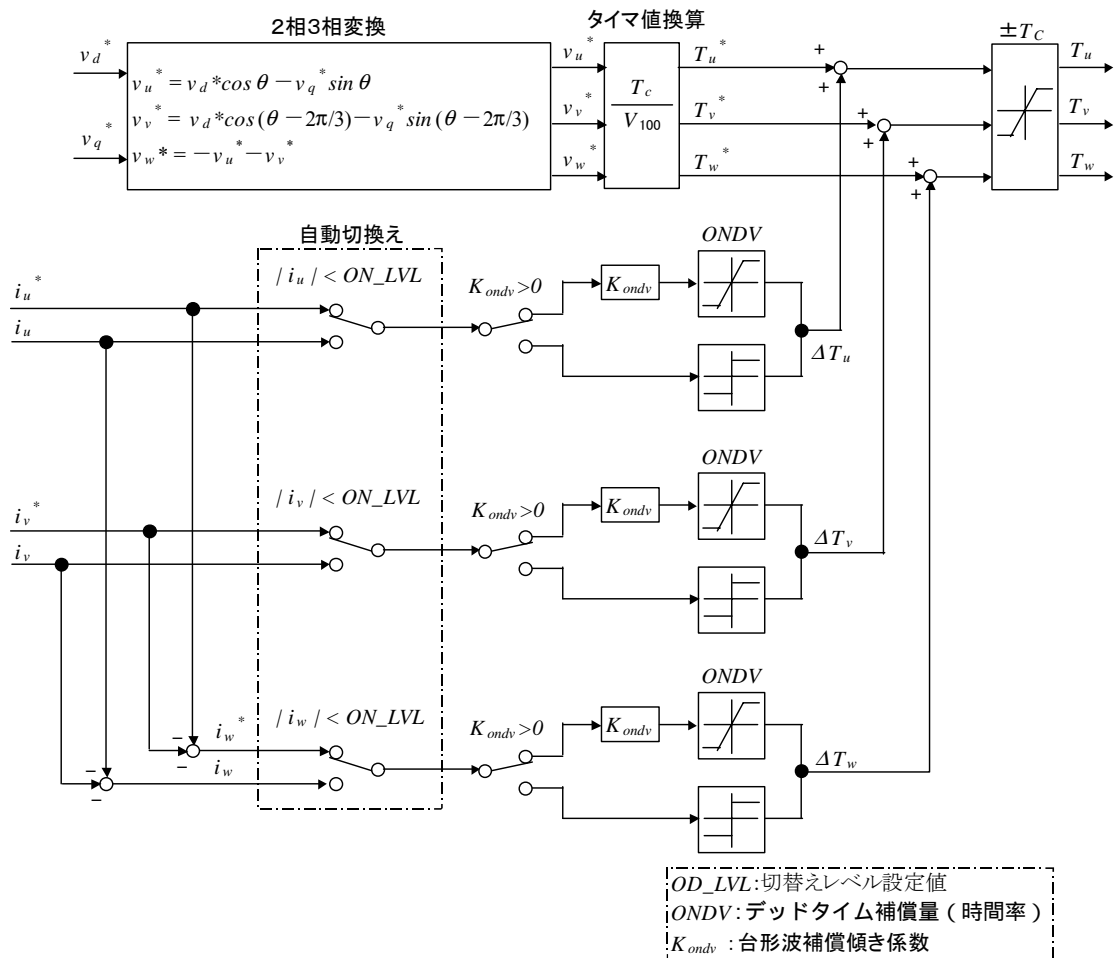 2相3相変換
タイマ値換算
±T_C
v_d^*
v_q^*
v_u^* = v_d*cos θ −v_q^* sin θ
v_v^* = v_d*cos(θ −2π/3)−v_q^* sin(θ −2π/3)
v_w* = −v_u^* −v_v^*
v_u^*
v_v^*
v_w^*
T_c
V_100
T_u^*
T_v^*
T_w^*
+
+
+
+
+
+
T_u
T_v
T_w
自動切換え
i_u^*
i_u
| i_u | < ON_LVL
K_ondv>0
K_ondv
ONDV
ΔT_u
i_v^*
i_v
| i_v | < ON_LVL
K_ondv>0
K_ondv
ONDV
ΔT_v
i_w^*
i_w
−
−
−
−
| i_w | < ON_LVL
K_ondv>0
K_ondv
ONDV
ΔT_w
OD_LVL:切替えレベル設定値
ONDV:デッドタイム補償量(時間率)
K_ondv :台形波補償傾き係数